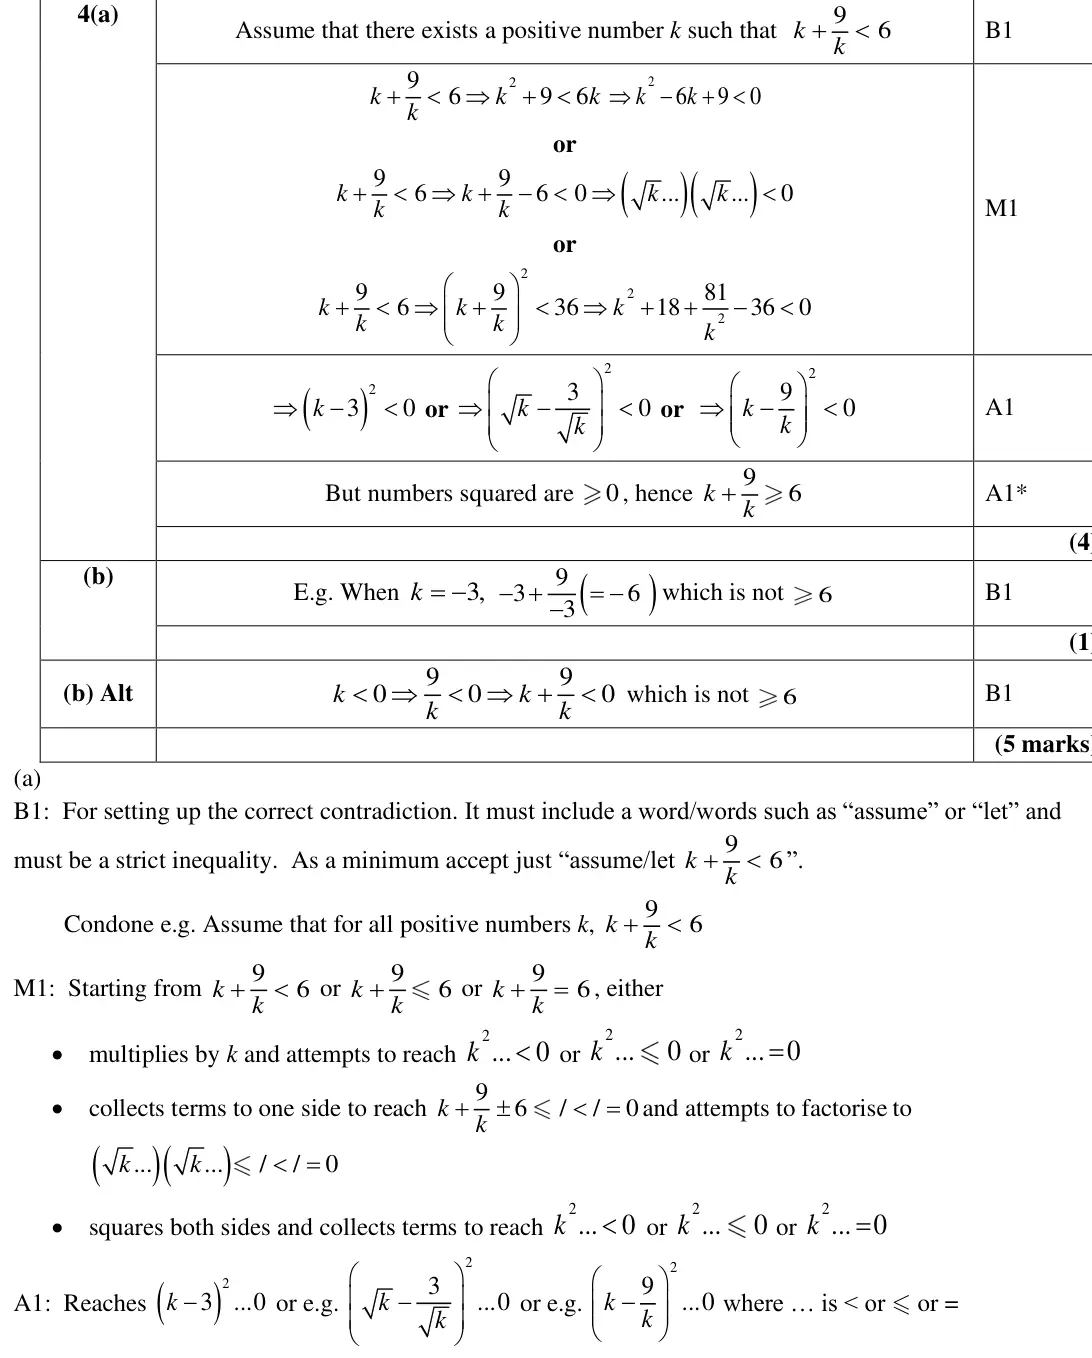 4(a) Assume that there exists a positive number k such that k + 9/k < 6 B1
k + 9/k < 6 ⇒ k² + 9 < 6k ⇒ k² − 6k + 9 < 0
or
k + 9/k < 6 ⇒ k + 9/k − 6 < 0 ⇒ (√k...)(√k...) < 0 M1
or
k + 9/k < 6 ⇒ (k + 9/k)² < 36 ⇒ k² + 18 + 81/k² − 36 < 0
⇒ (k − 3)² < 0 or ⇒ (√k − 3/√k)² < 0 or ⇒ (k − 9/k)² < 0 A1
But numbers squared are ⩾ 0, hence k + 9/k ⩾ 6 A1*
(4)
(b) E.g. When k = −3, −3 + 9/−3 (= −6) which is not ⩾ 6 B1
(1)
(b) Alt k < 0 ⇒ 9/k < 0 ⇒ k + 9/k < 0 which is not ⩾ 6 B1
(5 marks)
(a)
B1: For setting up the correct contradiction. It must include a word/words such as “assume” or “let” and
must be a strict inequality. As a minimum accept just “assume/let k + 9/k < 6”.
Condone e.g. Assume that for all positive numbers k, k + 9/k < 6
M1: Starting from k + 9/k < 6 or k + 9/k ⩽ 6 or k + 9/k = 6, either
• multiplies by k and attempts to reach k²... < 0 or k²... ⩽ 0 or k²... = 0
• collects terms to one side to reach k + 9/k ± 6 ⩽ / < / = 0 and attempts to factorise to
(√k...)(√k...) ⩽ / < / = 0
• squares both sides and collects terms to reach k²... < 0 or k²... ⩽ 0 or k²... = 0
A1: Reaches (k − 3)² ...0 or e.g. (√k − 3/√k)² ...0 or e.g. (k − 9/k)² ...0 where … is < or ⩽ or =